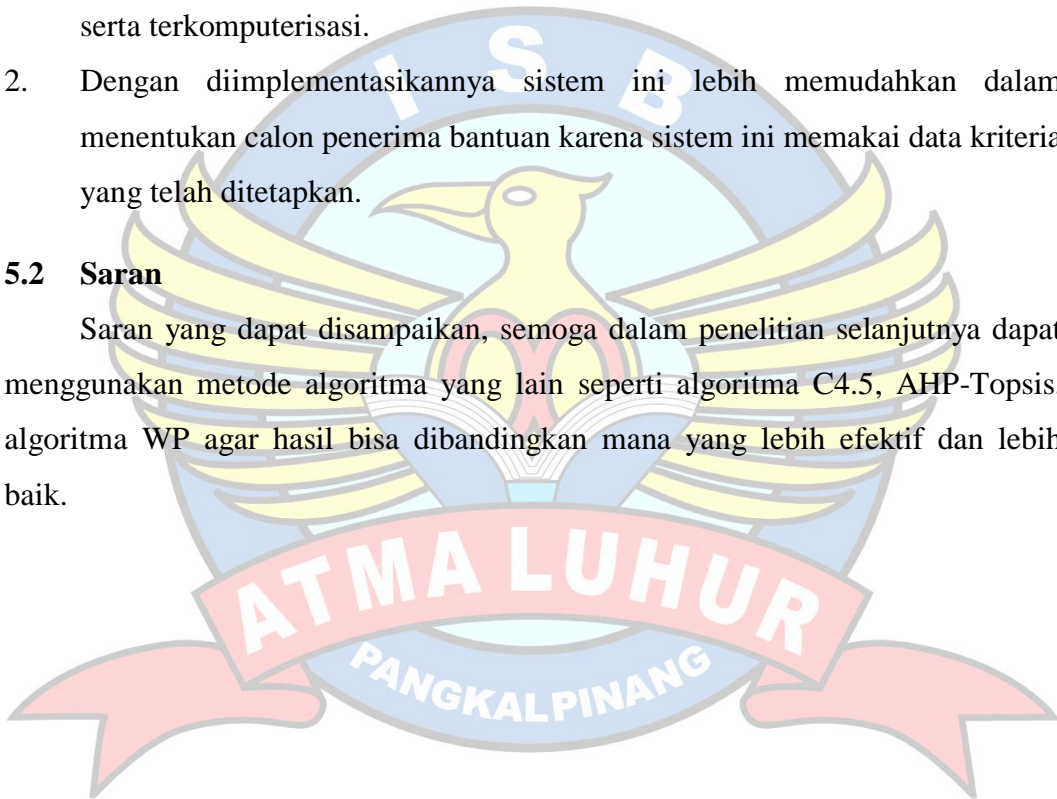 serta terkomputerisasi.
2. Dengan diimplementasikannya sistem ini lebih memudahkan dalam
menentukan calon penerima bantuan karena sistem ini memakai data kriteria
yang telah ditetapkan.
5.2 Saran
Saran yang dapat disampaikan, semoga dalam penelitian selanjutnya dapat
menggunakan metode algoritma yang lain seperti algoritma C4.5, AHP-Topsis,
algoritma WP agar hasil bisa dibandingkan mana yang lebih efektif dan lebih
baik.
I S B
ATMA LUHUR
PANGKALPINANG